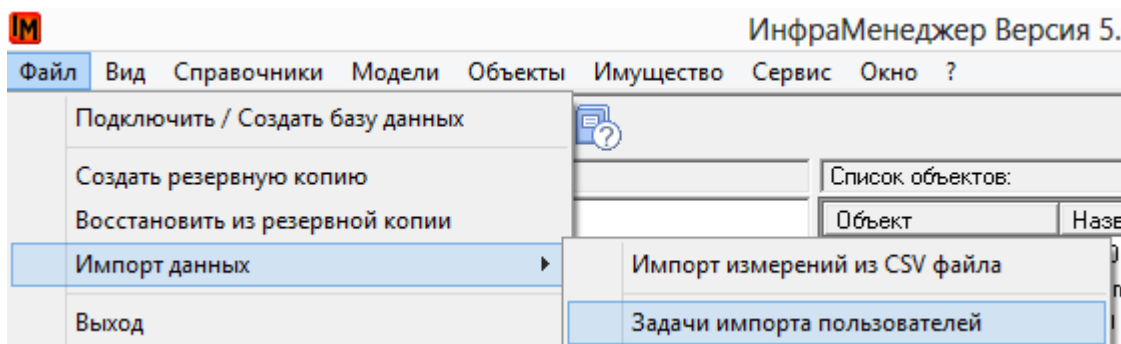 IM
ИнфраМенеджер Версия 5.
Файл Вид Справочники Модели Объекты Имущество Сервис Окно ?
Подключить / Создать базу данных
Создать резервную копию
Список объектов:
Восстановить из резервной копии
Объект
Импорт данных
Импорт измерений из CSV файла
Выход
Задачи импорта пользователей